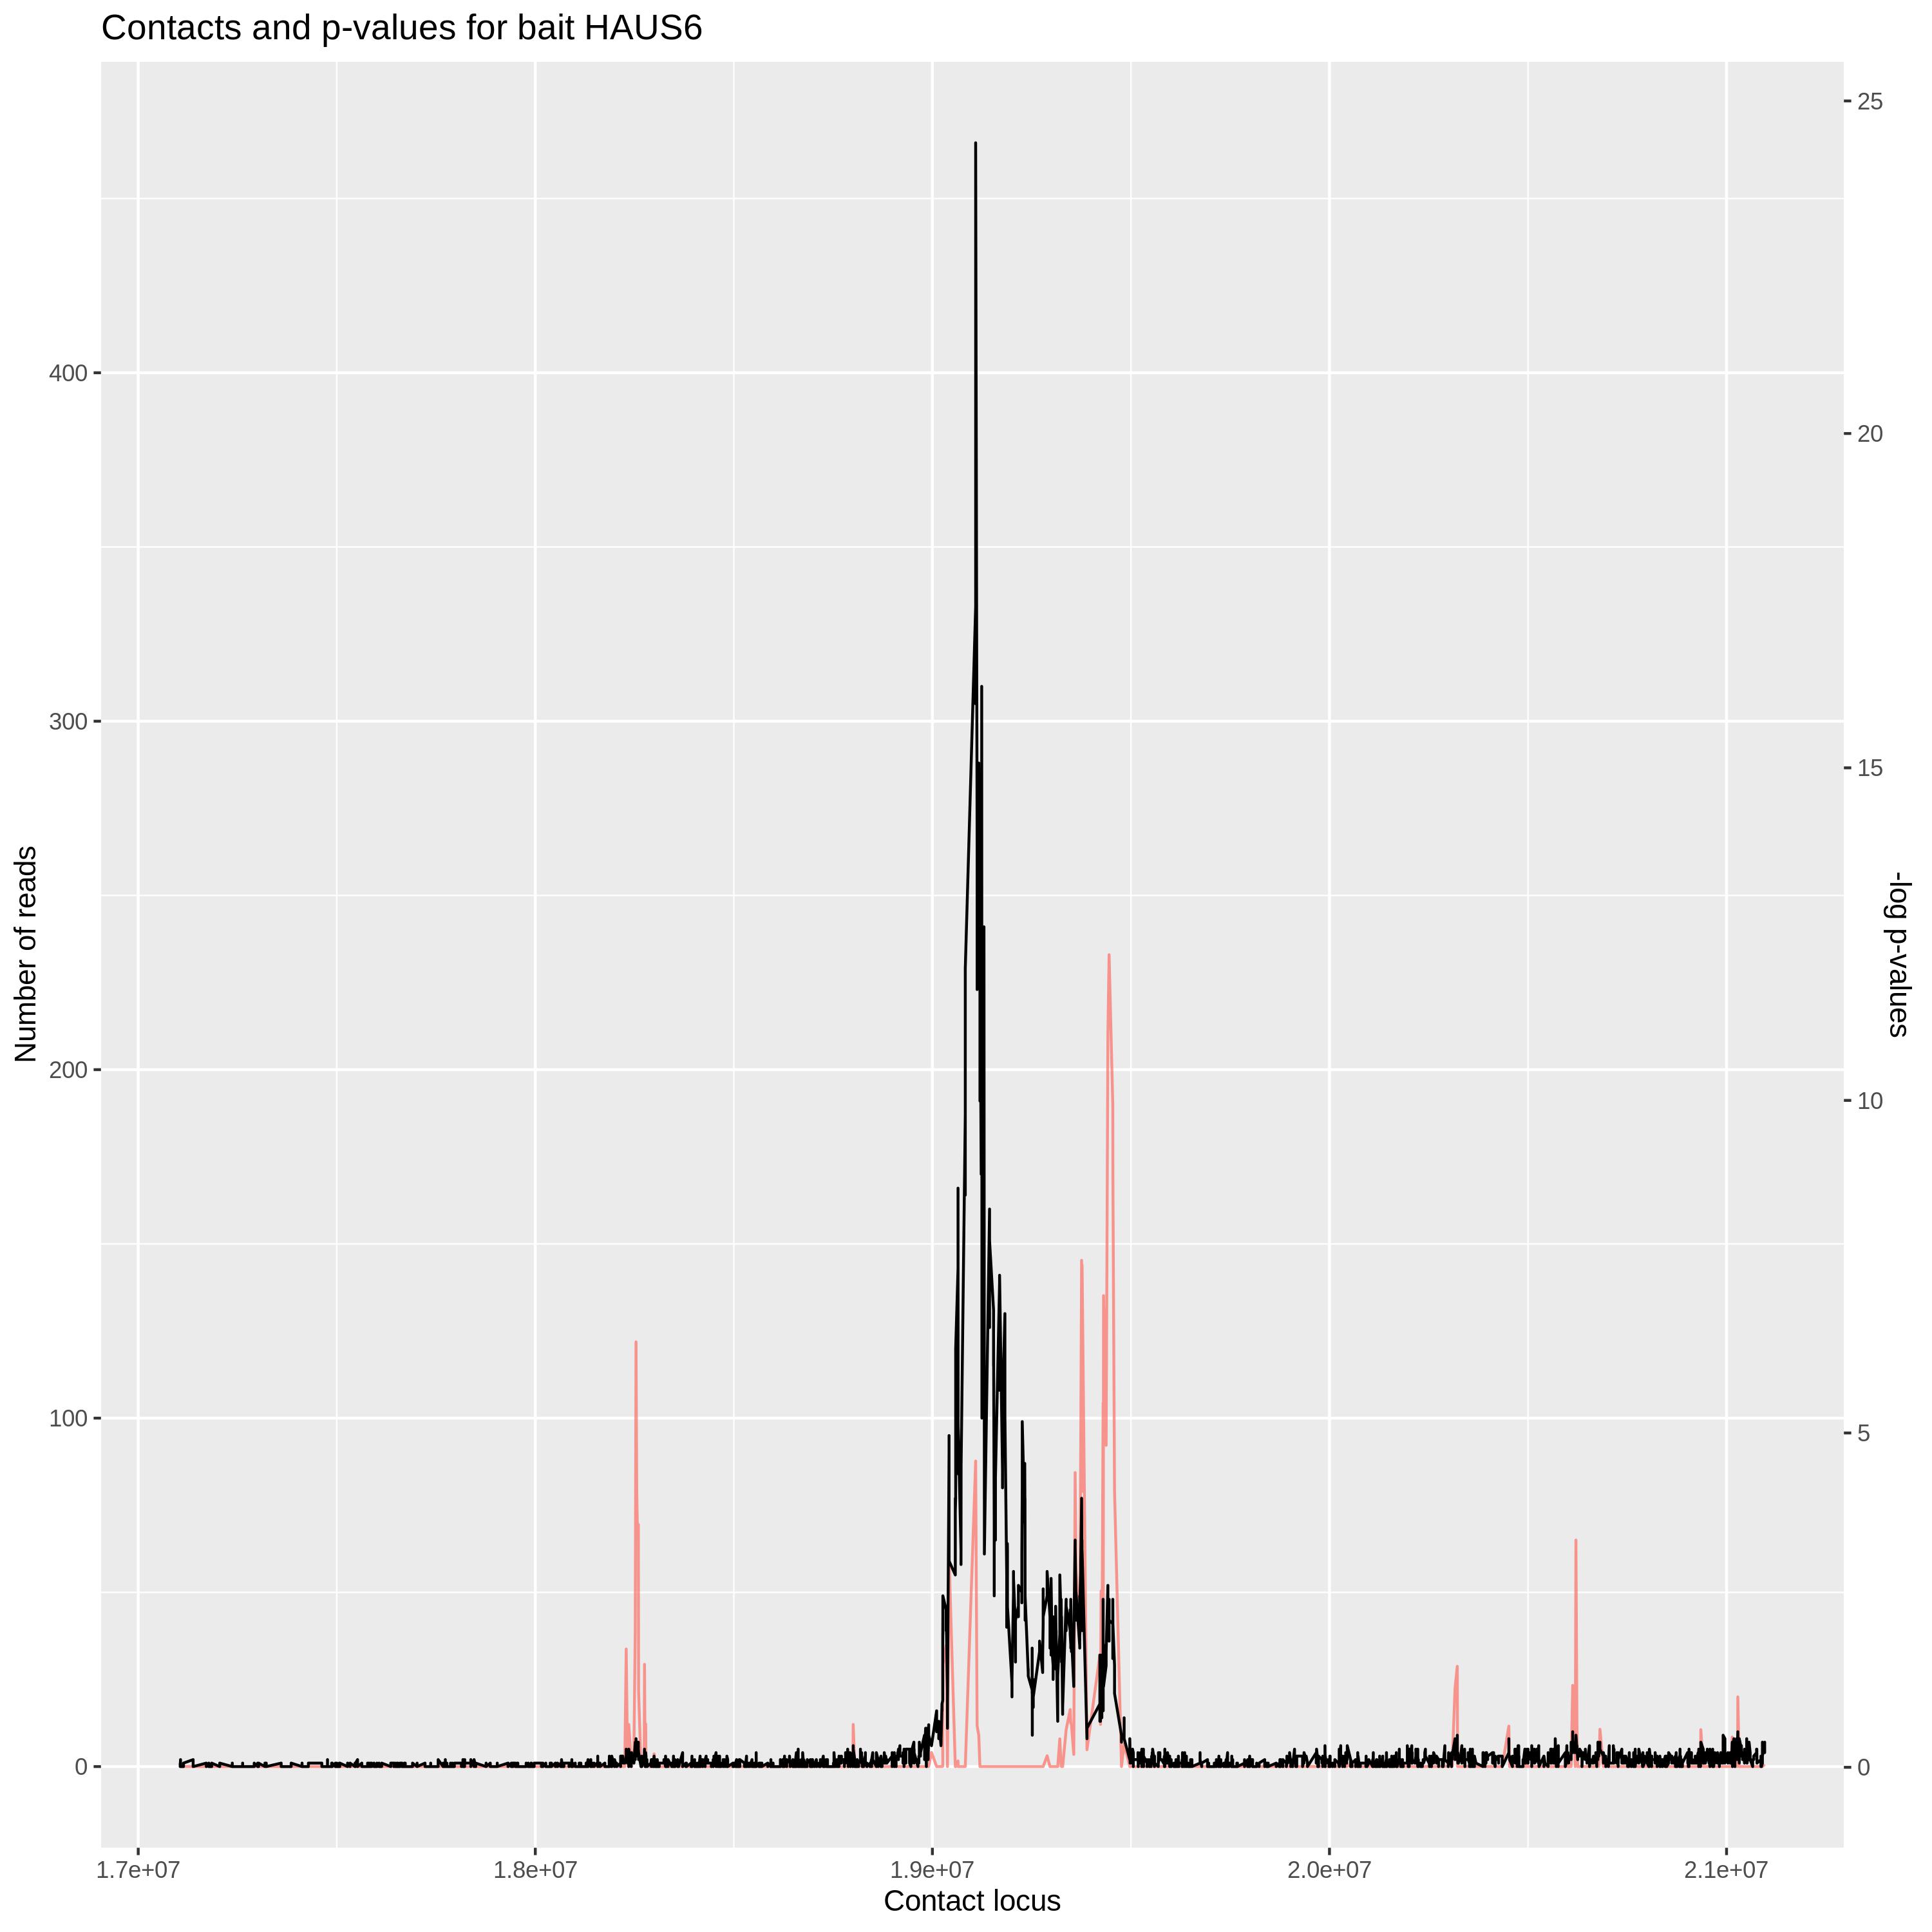 Contacts and p-values for bait HAUS6
25
20
15
10
5
0
400
300
200
100
0
Number of reads
-log p-values
1.7e+07
1.8e+07
1.9e+07
2.0e+07
2.1e+07
Contact locus